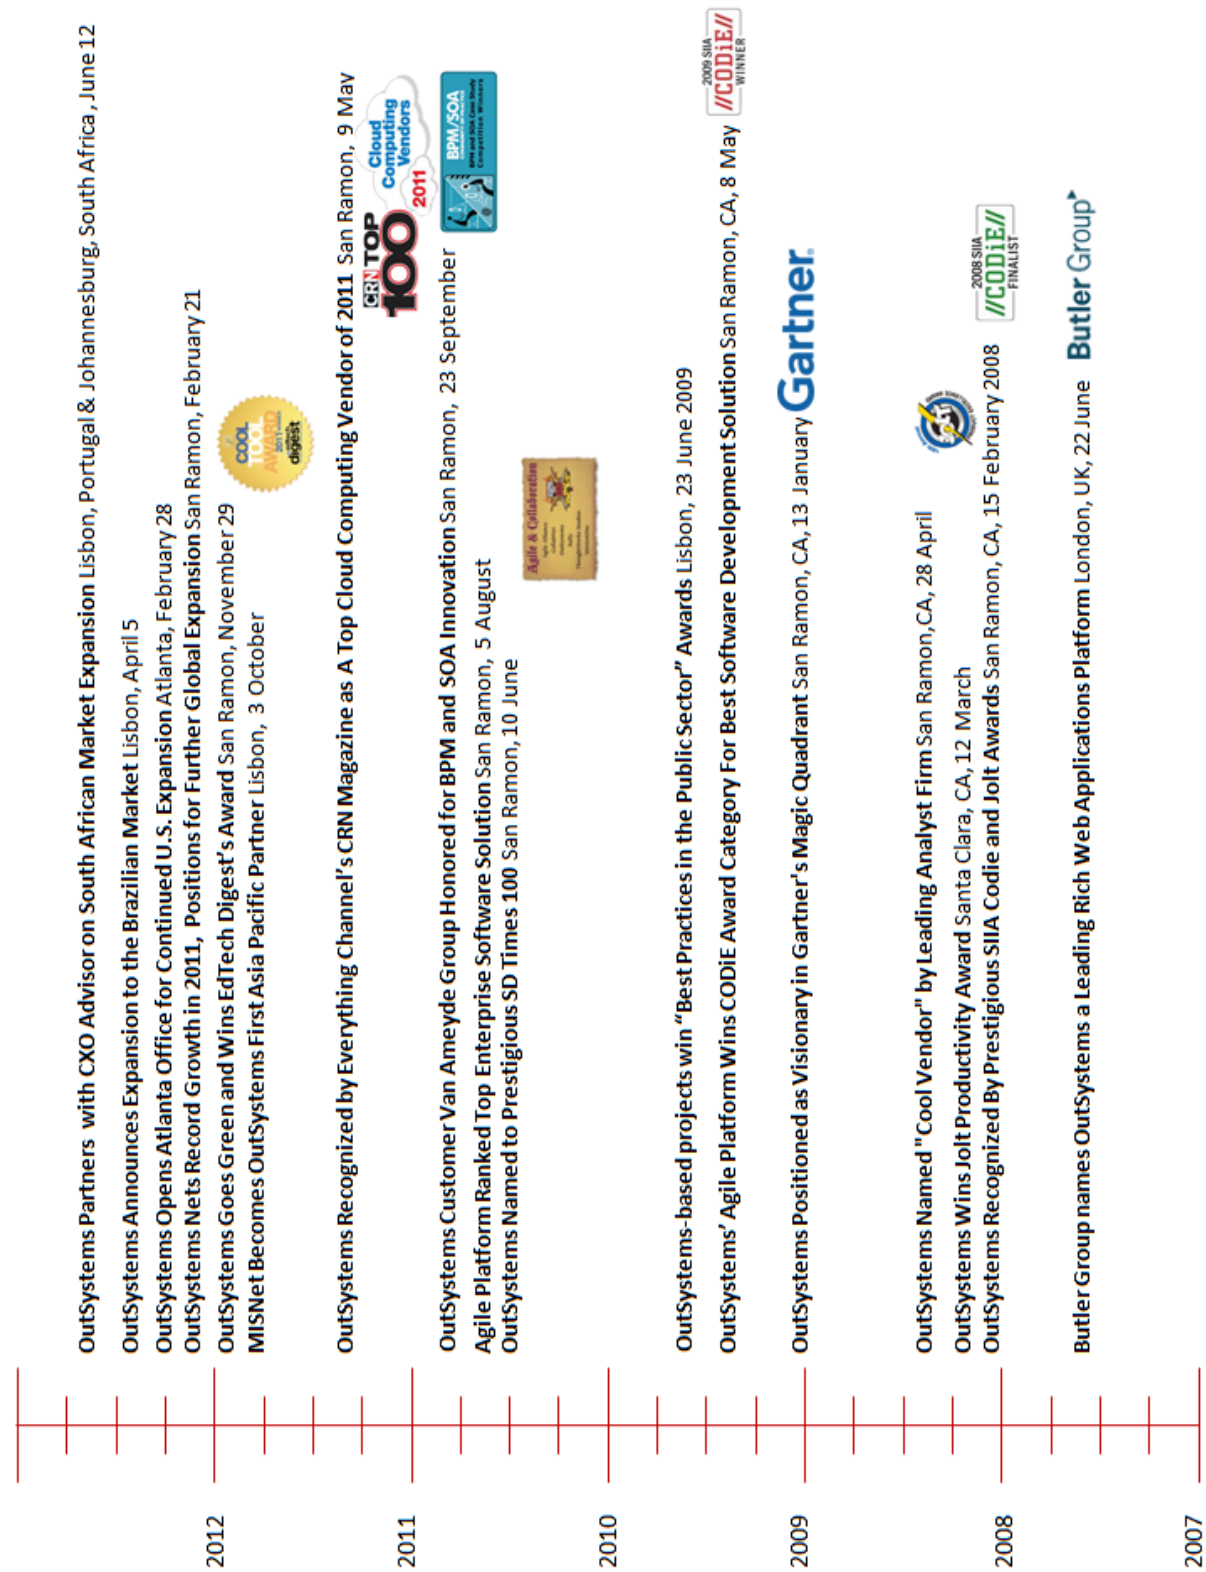 OutSystems Partners with CXO Advisor on South African Market Expansion Lisbon, Portugal & Johannesburg, South Africa, June 12
OutSystems Announces Expansion to the Brazilian Market Lisbon, April 5
OutSystems Opens Atlanta Office for Continued U.S. Expansion Atlanta, February 28
OutSystems Nets Record Growth in 2011, Positions for Further Global Expansion San Ramon, February 21
2012
OutSystems Goes Green and Wins EdTech Digest's Award San Ramon, November 29
COOL
TOOL
AWARD
2011
digest
MISNet Becomes OutSystems First Asia Pacific Partner Lisbon, 3 October
OutSystems Recognized by Everything Channel's CRN Magazine as A Top Cloud Computing Vendor of 2011 San Ramon, 9 May
CRN TOP
100
Cloud
Computing
Vendors
2011
2011
OutSystems Customer Van Ameyde Group Honored for BPM and SOA Innovation San Ramon, 23 September
BPM/SOA
BPM and SOA Case Study
Competition Winners
Agile Platform Ranked Top Enterprise Software Solution San Ramon, 5 August
OutSystems Named to Prestigious SD Times 100 San Ramon, 10 June
Agile & Collaboration
2010
OutSystems-based projects win “Best Practices in the Public Sector” Awards Lisbon, 23 June 2009
OutSystems’ Agile Platform Wins CODiE Award Category For Best Software Development Solution San Ramon, CA, 8 May
2009 SIIA
//CODiE//
WINNER
2009
OutSystems Positioned as Visionary in Gartner's Magic Quadrant San Ramon, CA, 13 January
Gartner
OutSystems Named "Cool Vendor" by Leading Analyst Firm San Ramon, CA, 28 April
OutSystems Wins Jolt Productivity Award Santa Clara, CA, 12 March
OutSystems Recognized By Prestigious SIIA Codie and Jolt Awards San Ramon, CA, 15 February 2008
2008 SIIA
//CODiE//
FINALIST
2008
Butler Group names OutSystems a Leading Rich Web Applications Platform London, UK, 22 June
Butler Group
2007